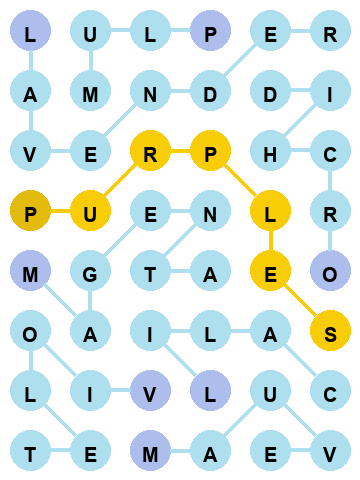 L U L P E R
A M N D D I
V E R P H C
P U E N L R
M G T A E O
O A I L A S
L I V L U C
T E M A E V